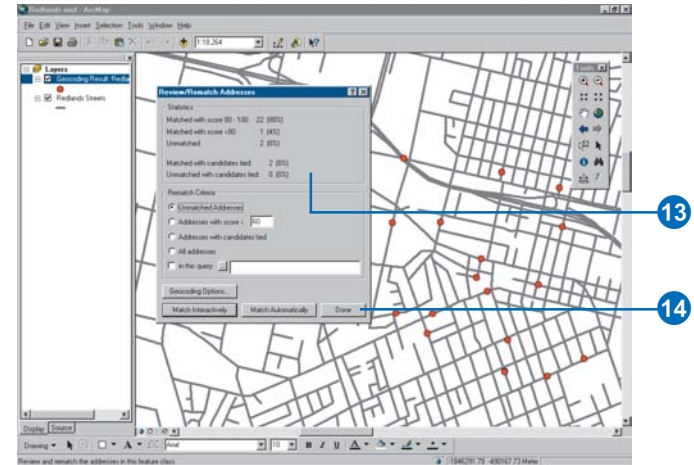 Redlands.mxd - ArcMap
File Edit View Insert Selection Tools Window Help
1:18,264
Layers
Geocoding Result: Redla
Redlands Streets
Tools
Review/Rematch Addresses
Statistics
Matched with score 80 - 100: 22 (88%)
Matched with score <80: 1 (4%)
Unmatched: 2 (8%)
Matched with candidates tied: 2 (8%)
Unmatched with candidates tied: 0 (0%)
Rematch Criteria
Unmatched Addresses
Addresses with score < 60
Addresses with candidates tied
All addresses
in this query
Geocoding Options...
Match Interactively Match Automatically Done
13
14
Display Source
Drawing Arial 10 B I U A
Review and rematch the addresses in this feature class